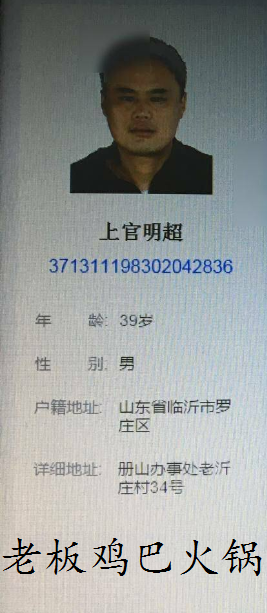 上官明超
371311198302042836
年 龄: 39岁
性 别: 男
户籍地址: 山东省临沂市罗
庄区
详细地址: 册山办事处老沂
庄村34号
老板鸡巴火锅